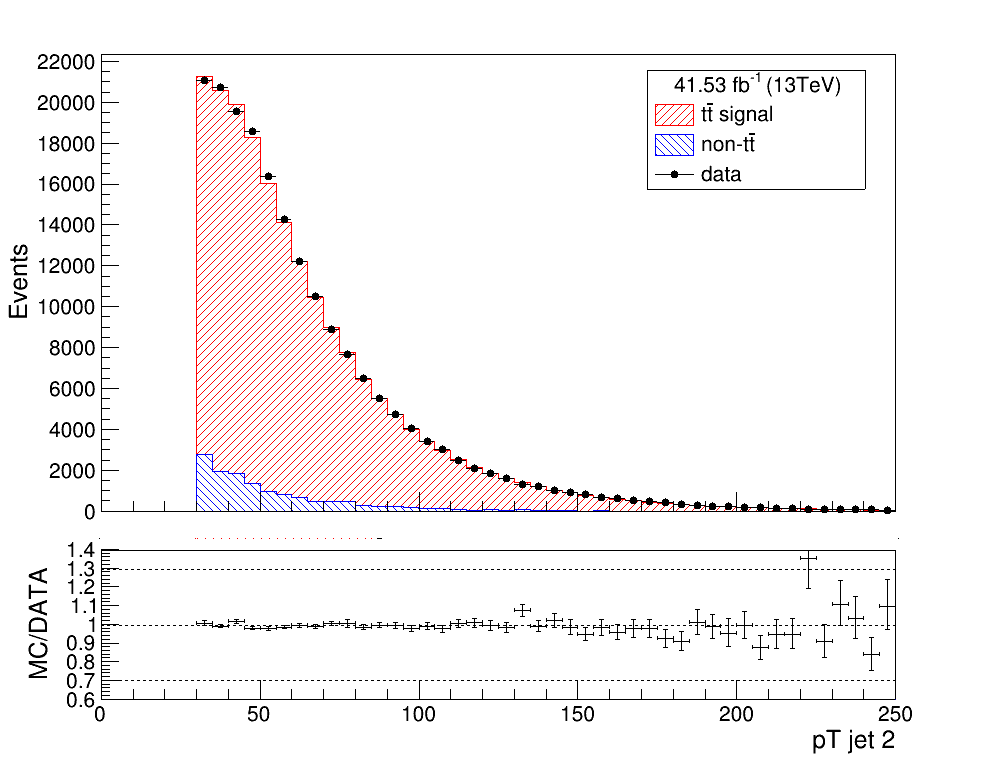 22000
20000
18000
16000
14000
12000
10000
8000
6000
4000
2000
0
Events
41.53 fb⁻¹ (13TeV)
tt̄ signal
non-tt̄
data
1.4
1.3
1.2
1.1
1
0.9
0.8
0.7
0.6
MC/DATA
0 50 100 150 200 250
pT jet 2